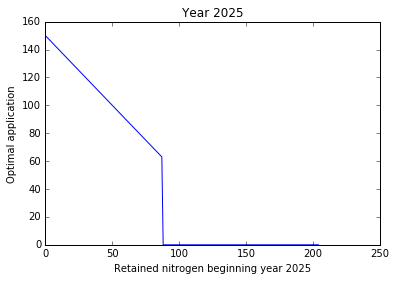 Year 2025
160
140
120
100
80
60
40
20
0
Optimal application
0 50 100 150 200 250
Retained nitrogen beginning year 2025